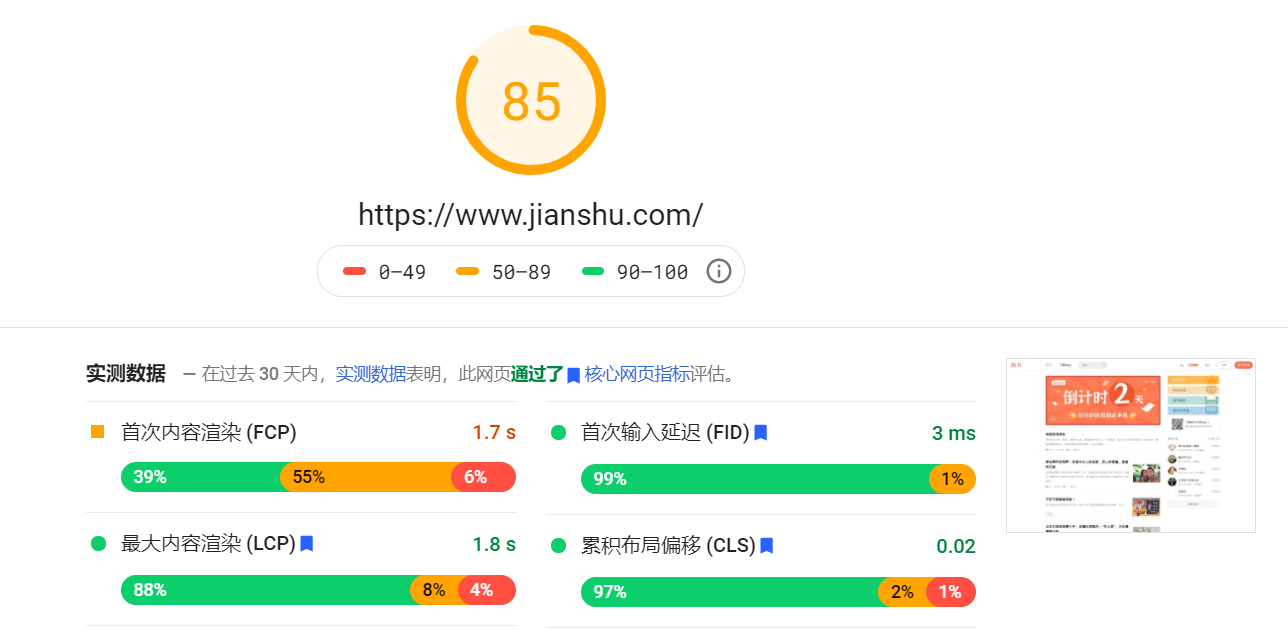 85
https://www.jianshu.com/
0–49 50–89 90–100
实测数据 — 在过去 30 天内，实测数据表明，此网页通过了 核心网页指标评估。
首次内容渲染 (FCP) 1.7 s
39% 55% 6%
首次输入延迟 (FID) 3 ms
99% 1%
最大内容渲染 (LCP) 1.8 s
88% 8% 4%
累积布局偏移 (CLS) 0.02
97% 2% 1%
倒计时2天